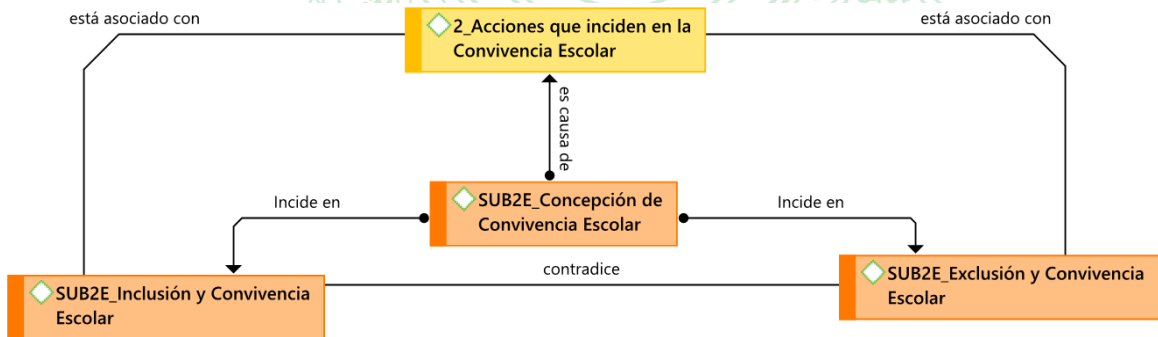 está asociado con
2_Acciones que inciden en la
Convivencia Escolar
está asociado con
es causa de
SUB2E_Concepción de
Convivencia Escolar
Incide en
Incide en
contradice
SUB2E_Inclusión y Convivencia
Escolar
SUB2E_Exclusión y Convivencia
Escolar